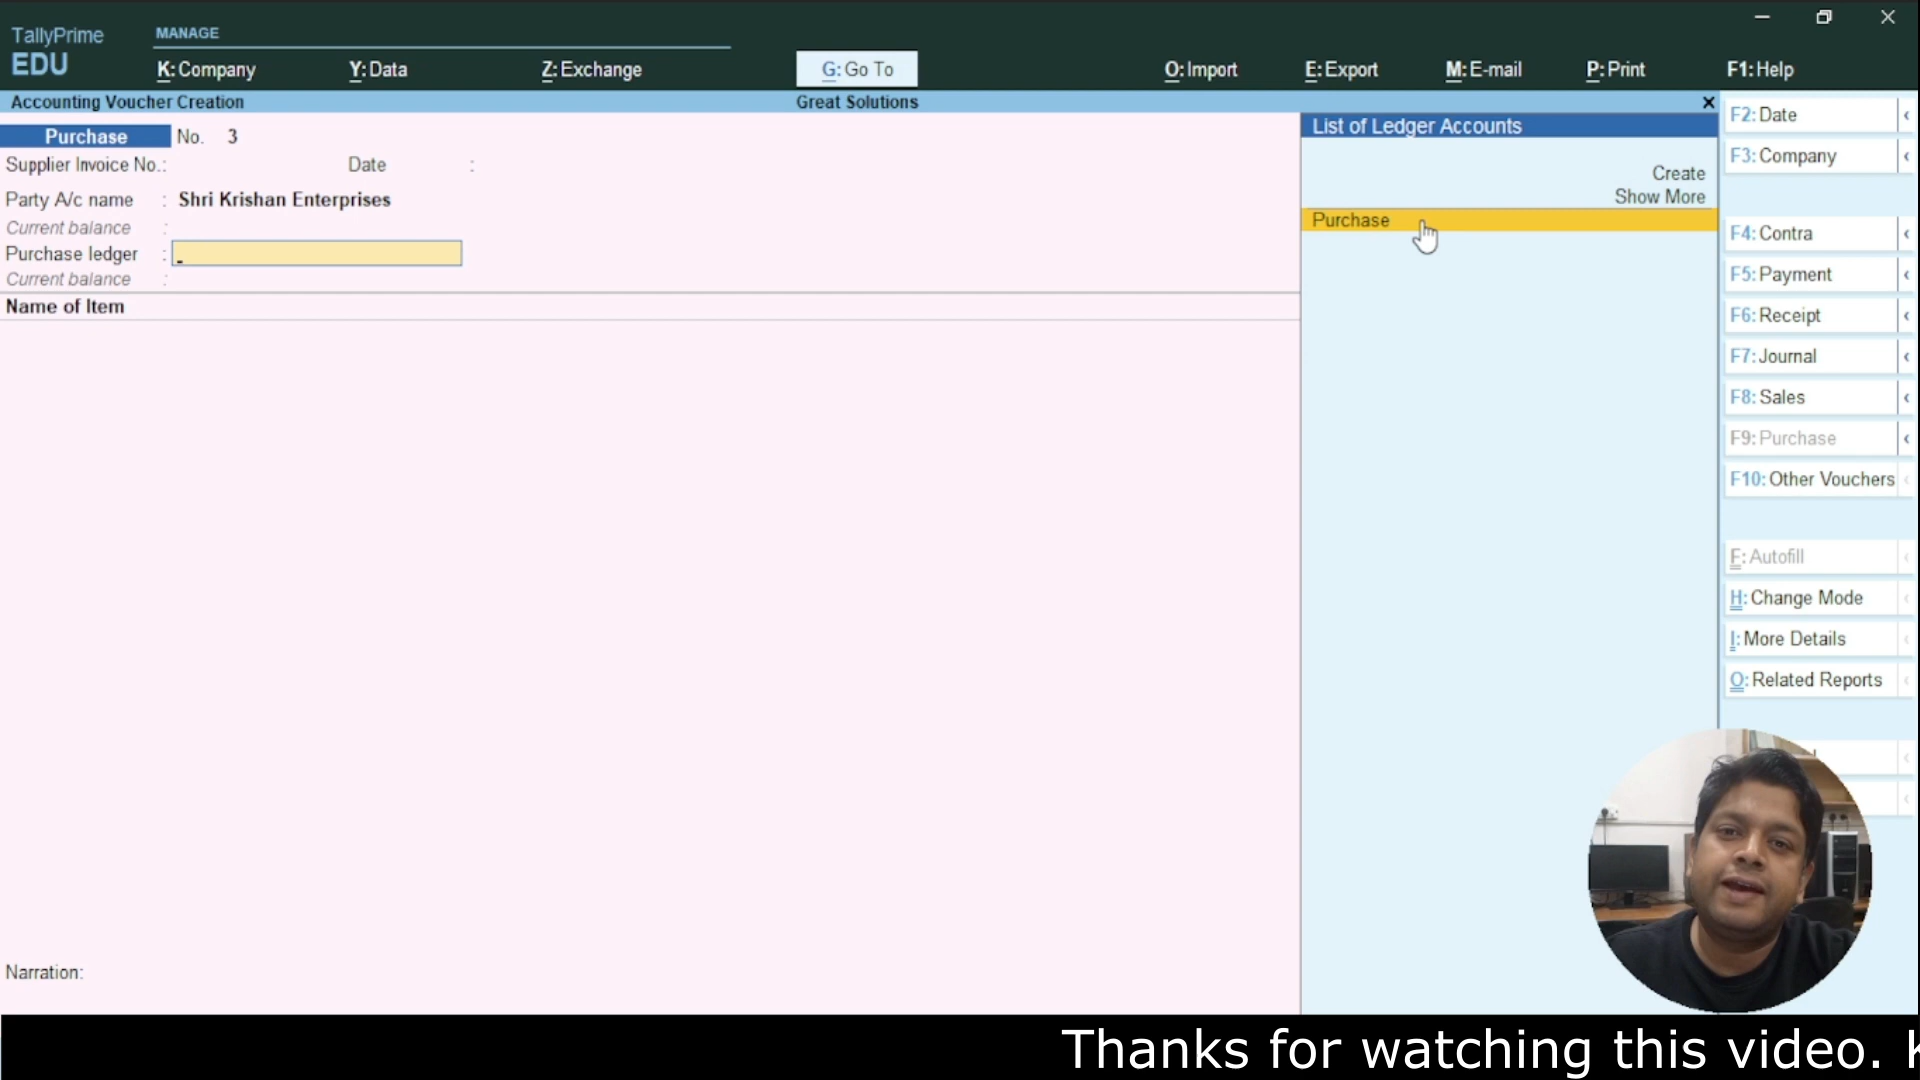 TallyPrime
EDU
MANAGE
K: Company
Y: Data
Z: Exchange
G: Go To
O: Import
E: Export
M: E-mail
P: Print
F1: Help
Accounting Voucher Creation
Great Solutions
Purchase No. 3
Supplier Invoice No.: Date :
Party A/c name : Shri Krishan Enterprises
Current balance :
Purchase ledger :
Current balance :
Name of Item
Narration:
List of Ledger Accounts
Create
Show More
Purchase
F2: Date
F3: Company
F4: Contra
F5: Payment
F6: Receipt
F7: Journal
F8: Sales
F9: Purchase
F10: Other Vouchers
F: Autofill
H: Change Mode
I: More Details
O: Related Reports
Thanks for watching this video.